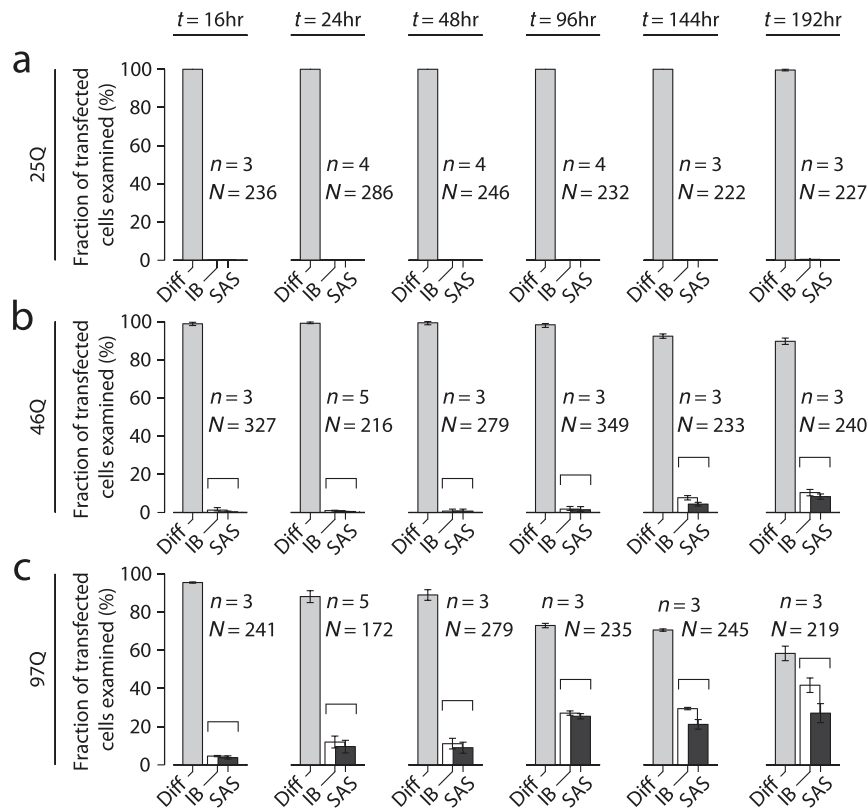 t = 16hr t = 24hr t = 48hr t = 96hr t = 144hr t = 192hr
a
25Q
Fraction of transfected
cells examined (%)
100
80
60
40
20
0
n = 3 n = 4 n = 4 n = 4 n = 3 n = 3
N = 236 N = 286 N = 246 N = 232 N = 222 N = 227
Diff IB SAS Diff IB SAS Diff IB SAS Diff IB SAS Diff IB SAS Diff IB SAS
b
46Q
Fraction of transfected
cells examined (%)
100
80
60
40
20
0
n = 3 n = 5 n = 3 n = 3 n = 3 n = 3
N = 327 N = 216 N = 279 N = 349 N = 233 N = 240
Diff IB SAS Diff IB SAS Diff IB SAS Diff IB SAS Diff IB SAS Diff IB SAS
c
97Q
Fraction of transfected
cells examined (%)
100
80
60
40
20
0
n = 3 n = 5 n = 3 n = 3 n = 3 n = 3
N = 241 N = 172 N = 279 N = 235 N = 245 N = 219
Diff IB SAS Diff IB SAS Diff IB SAS Diff IB SAS Diff IB SAS Diff IB SAS